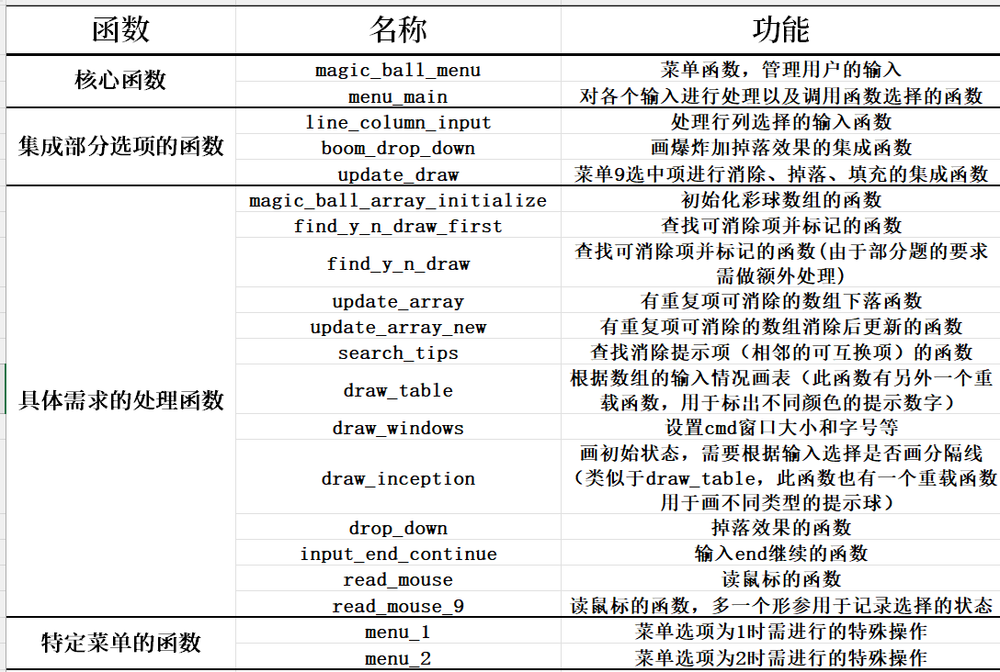 函数 名称 功能
核心函数
magic_ball_menu 菜单函数，管理用户的输入
menu_main 对各个输入进行处理以及调用函数选择的函数
集成部分选项的函数
line_column_input 处理行列选择的输入函数
boom_drop_down 画爆炸加掉落效果的集成函数
update_draw 菜单9选中项进行消除、掉落、填充的集成函数
具体需求的处理函数
magic_ball_array_initialize 初始化彩球数组的函数
find_y_n_draw_first 查找可消除项并标记的函数
find_y_n_draw 查找可消除项并标记的函数(由于部分题的要求
需做额外处理)
update_array 有重复项可消除的数组下落函数
update_array_new 有重复项可消除的数组消除后更新的函数
search_tips 查找消除提示项（相邻的可互换项）的函数
draw_table 根据数组的输入情况画表（此函数有另外一个重
载函数，用于标出不同颜色的提示数字）
draw_windows 设置cmd窗口大小和字号等
draw_inception 画初始状态，需要根据输入选择是否画分隔线
（类似于draw_table，此函数也有一个重载函数
用于画不同类型的提示球）
drop_down 掉落效果的函数
input_end_continue 输入end继续的函数
read_mouse 读鼠标的函数
read_mouse_9 读鼠标的函数，多一个形参用于记录选择的状态
特定菜单的函数
menu_1 菜单选项为1时需进行的特殊操作
menu_2 菜单选项为2时需进行的特殊操作